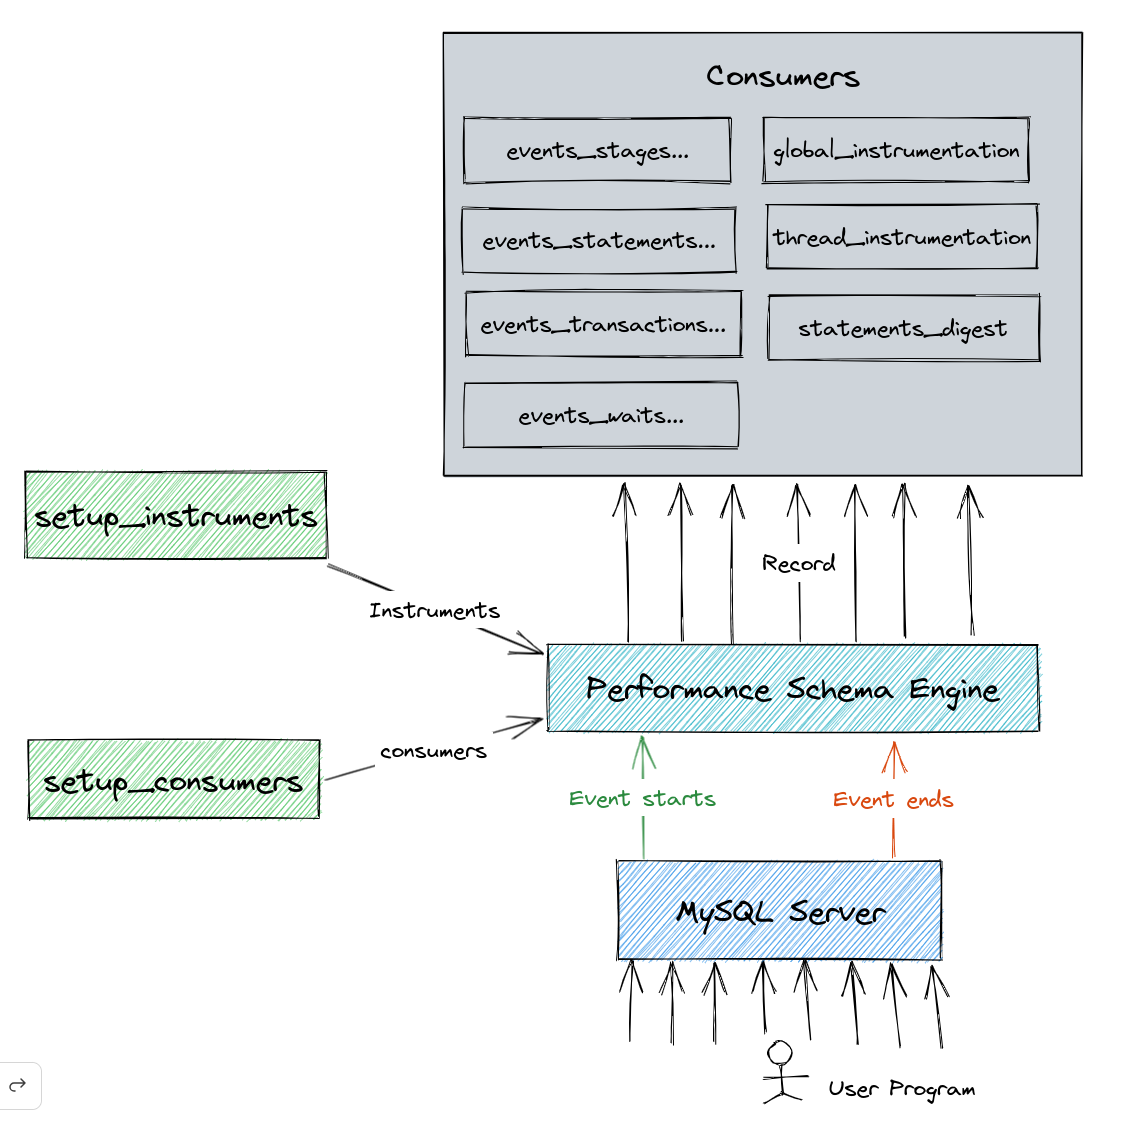 Consumers
events_stages...
global_instrumentation
events_statements...
thread_instrumentation
events_transactions...
statements_digest
events_waits...
setup_instruments
Record
Instruments
Performance Schema Engine
consumers
setup_consumers
Event starts
Event ends
MySQL Server
User Program